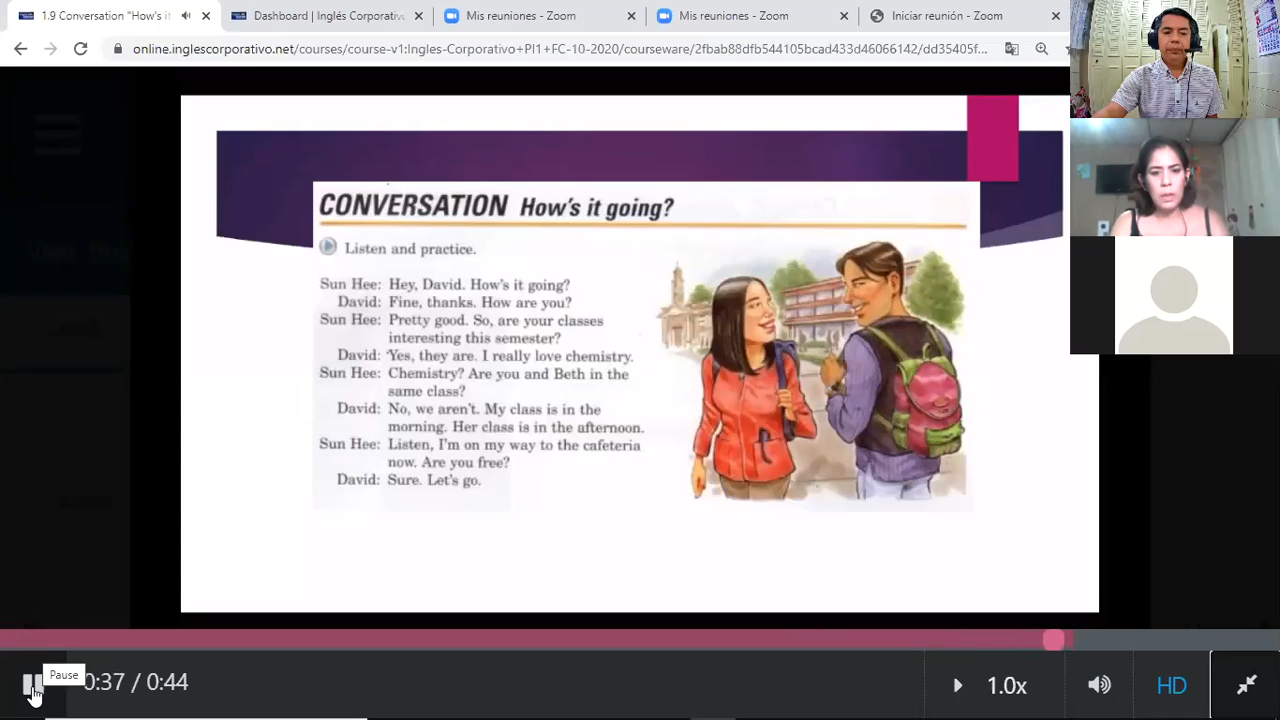 1.9 Conversation "How's it
Dashboard | Inglés Corporativo
Mis reuniones - Zoom
Mis reuniones - Zoom
Iniciar reunión - Zoom
online.inglescorporativo.net/courses/course-v1:Ingles-Corporativo+PI1+FC-10-2020/courseware/2fbab82dfb544105bcad433d46066142/dd35405f...
CONVERSATION How's it going?
Listen and practice.
Sun Hee: Hey, David. How's it going?
David: Fine, thanks. How are you?
Sun Hee: Pretty good. So, are your classes
interesting this semester?
David: Yes, they are. I really love chemistry.
Sun Hee: Chemistry? Are you and Beth in the
same class?
David: No, we aren't. My class is in the
morning. Her class is in the afternoon.
Sun Hee: Listen, I'm on my way to the cafeteria
now. Are you free?
David: Sure. Let's go.
Pause
0:37 / 0:44
1.0x
HD